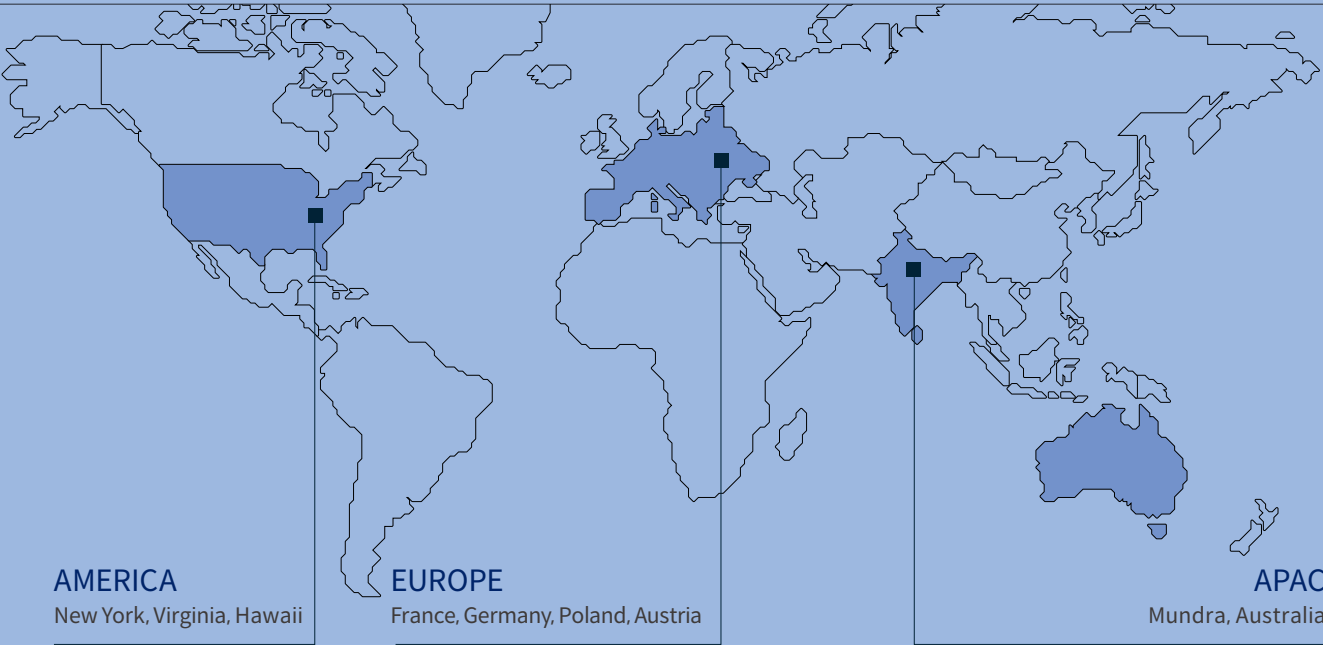 AMERICA
New York, Virginia, Hawaii
EUROPE
France, Germany, Poland, Austria
APAC
Mundra, Australia